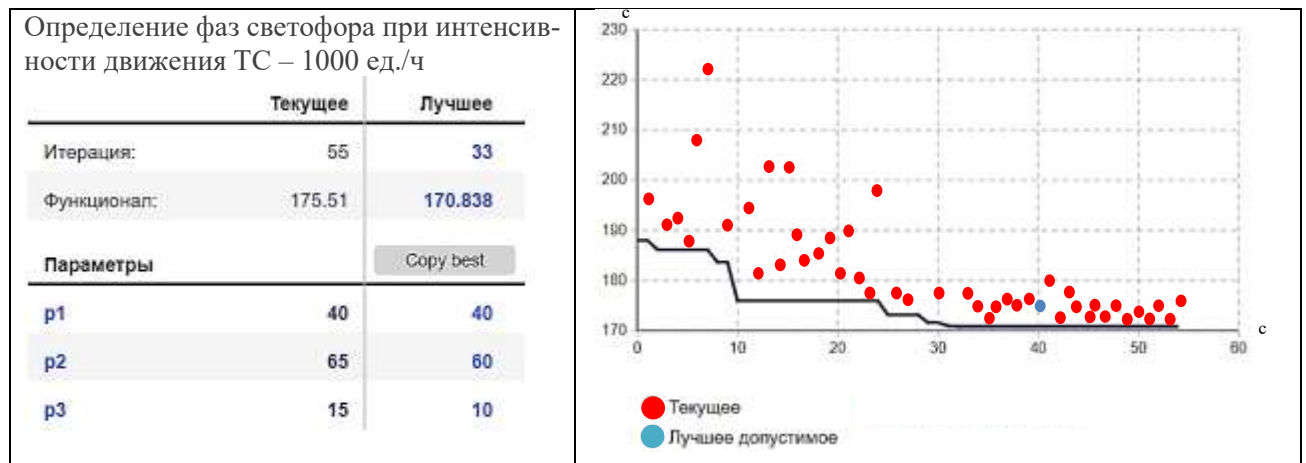 Определение фаз светофора при интенсив-
ности движения ТС – 1000 ед./ч
Текущее Лучшее
Итерация: 55 33
Функционал: 175.51 170.838
Параметры Copy best
p1 40 40
p2 65 60
p3 15 10
с
230
220
210
200
190
180
170
0 10 20 30 40 50 60
с
Текущее
Лучшее допустимое